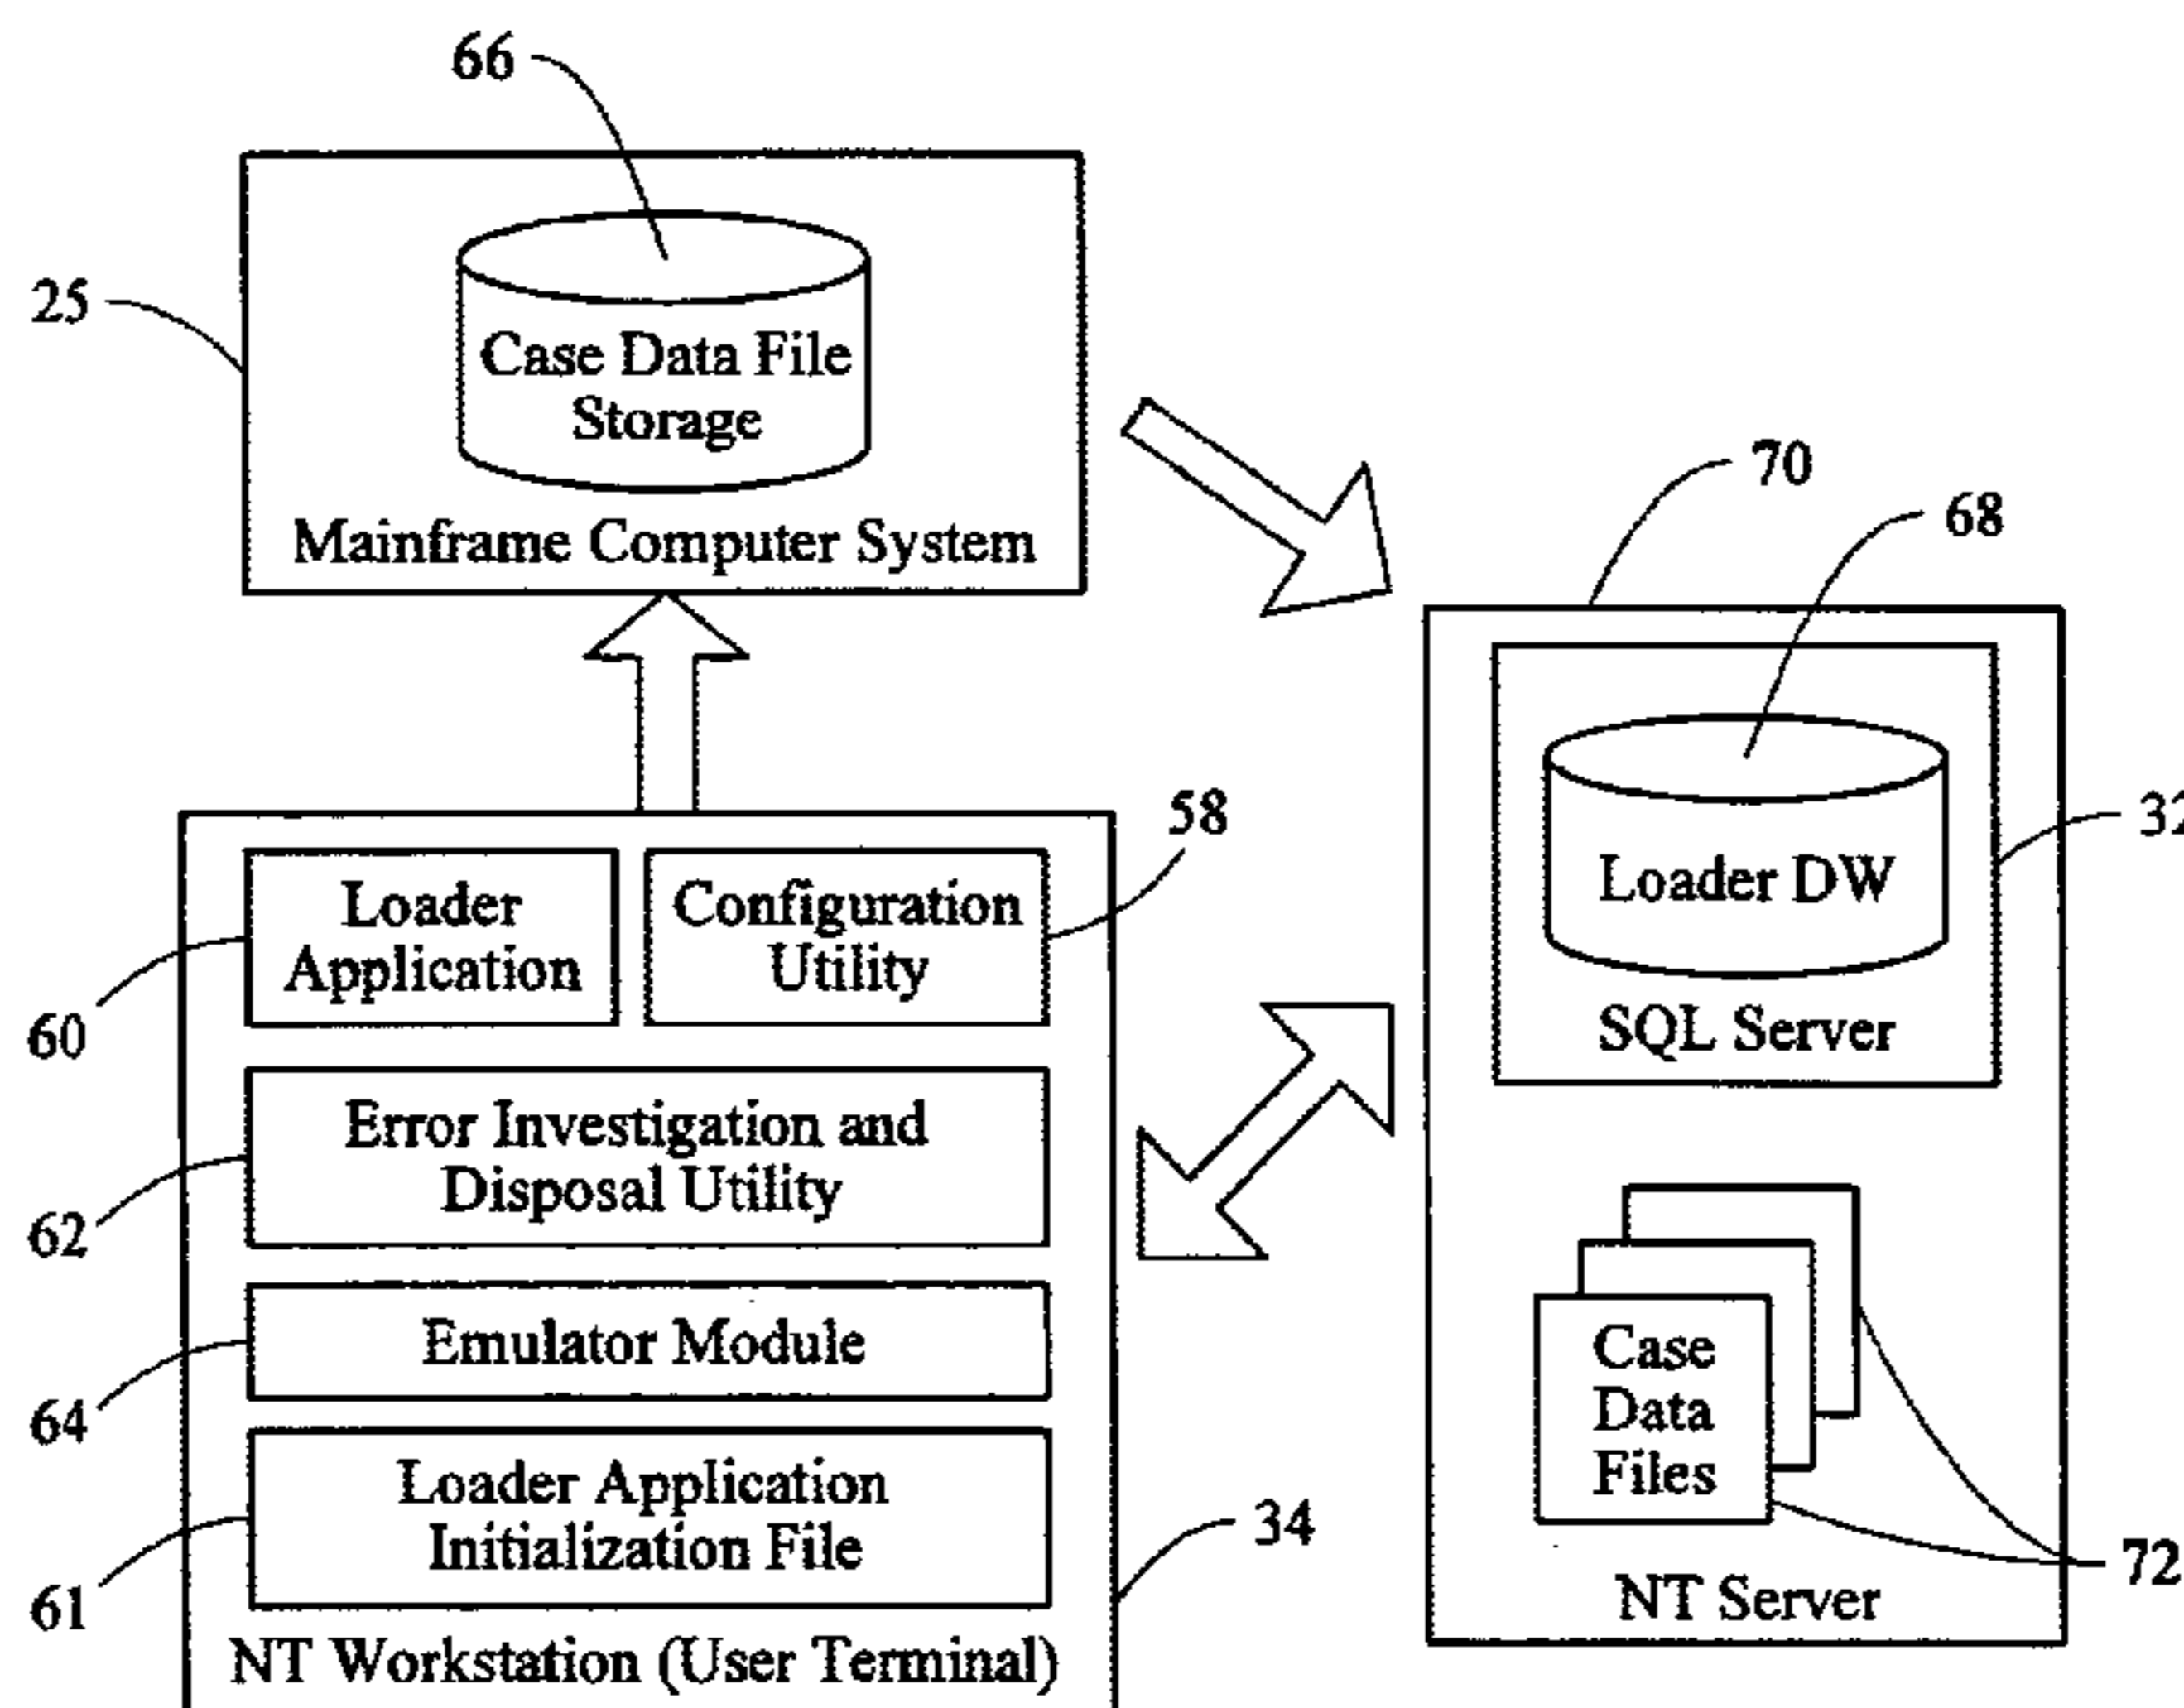 66
25
Case Data File
Storage
Mainframe Computer System
70
68
Loader DW
SQL Server
32
58
Loader
Application
Configuration
Utility
60
Error Investigation and
Disposal Utility
62
Emulator Module
64
Loader Application
Initialization File
61
34
NT Workstation (User Terminal)
Case
Data
Files
72
NT Server